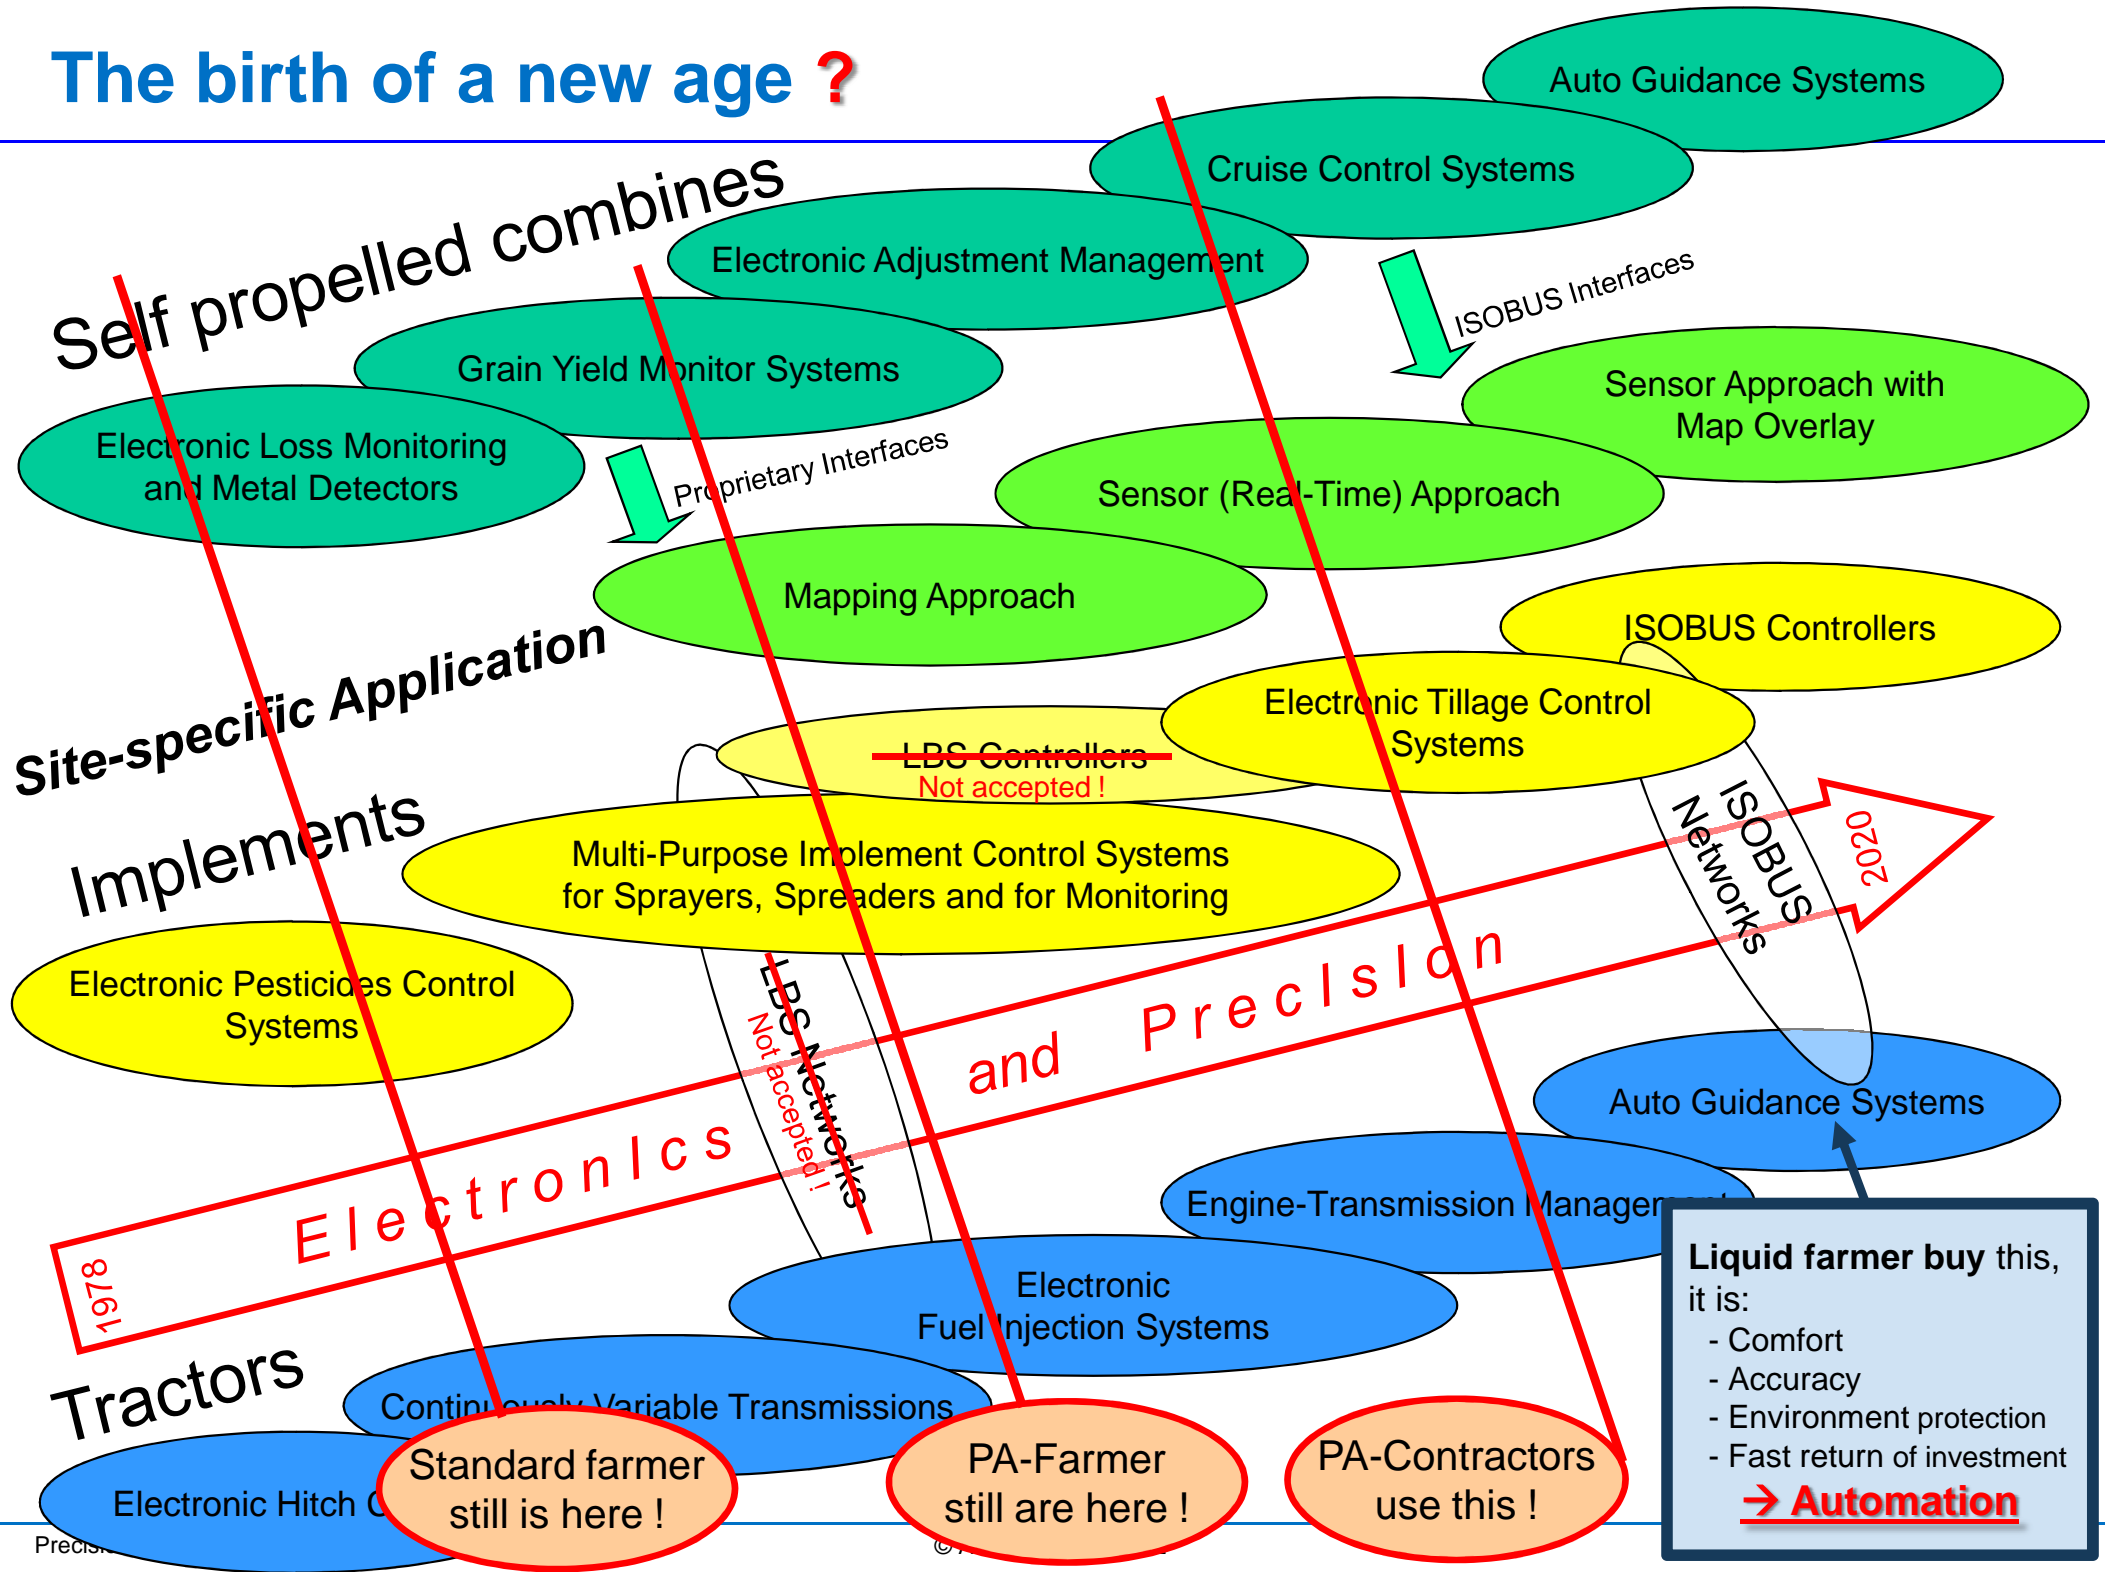 The birth of a new age ?
Auto Guidance Systems
Cruise Control Systems
Self propelled combines
Electronic Adjustment Management
ISOBUS Interfaces
Grain Yield Monitor Systems
Sensor Approach with
Map Overlay
Electronic Loss Monitoring
and Metal Detectors
Proprietary Interfaces
Sensor (Real-Time) Approach
Mapping Approach
Site-specific Application
ISOBUS Controllers
Electronic Tillage Control
Systems
LBS Controllers
Not accepted !
Implements
Multi-Purpose Implement Control Systems
for Sprayers, Spreaders and for Monitoring
ISOBUS
Networks
2020
Electronic Pesticides Control
Systems
LBS Networks
Not accepted !
ElectronIcs and PrecIsIon
1978
Auto Guidance Systems
Engine-Transmission
Electronic
Fuel Injection Systems
Tractors
Continuously Variable Transmissions
Electronic Hitch
Standard farmer
still is here !
PA-Farmer
still are here !
PA-Contractors
use this !
Liquid farmer buy this,
it is:
- Comfort
- Accuracy
- Environment protection
- Fast return of investment
→ Automation
©